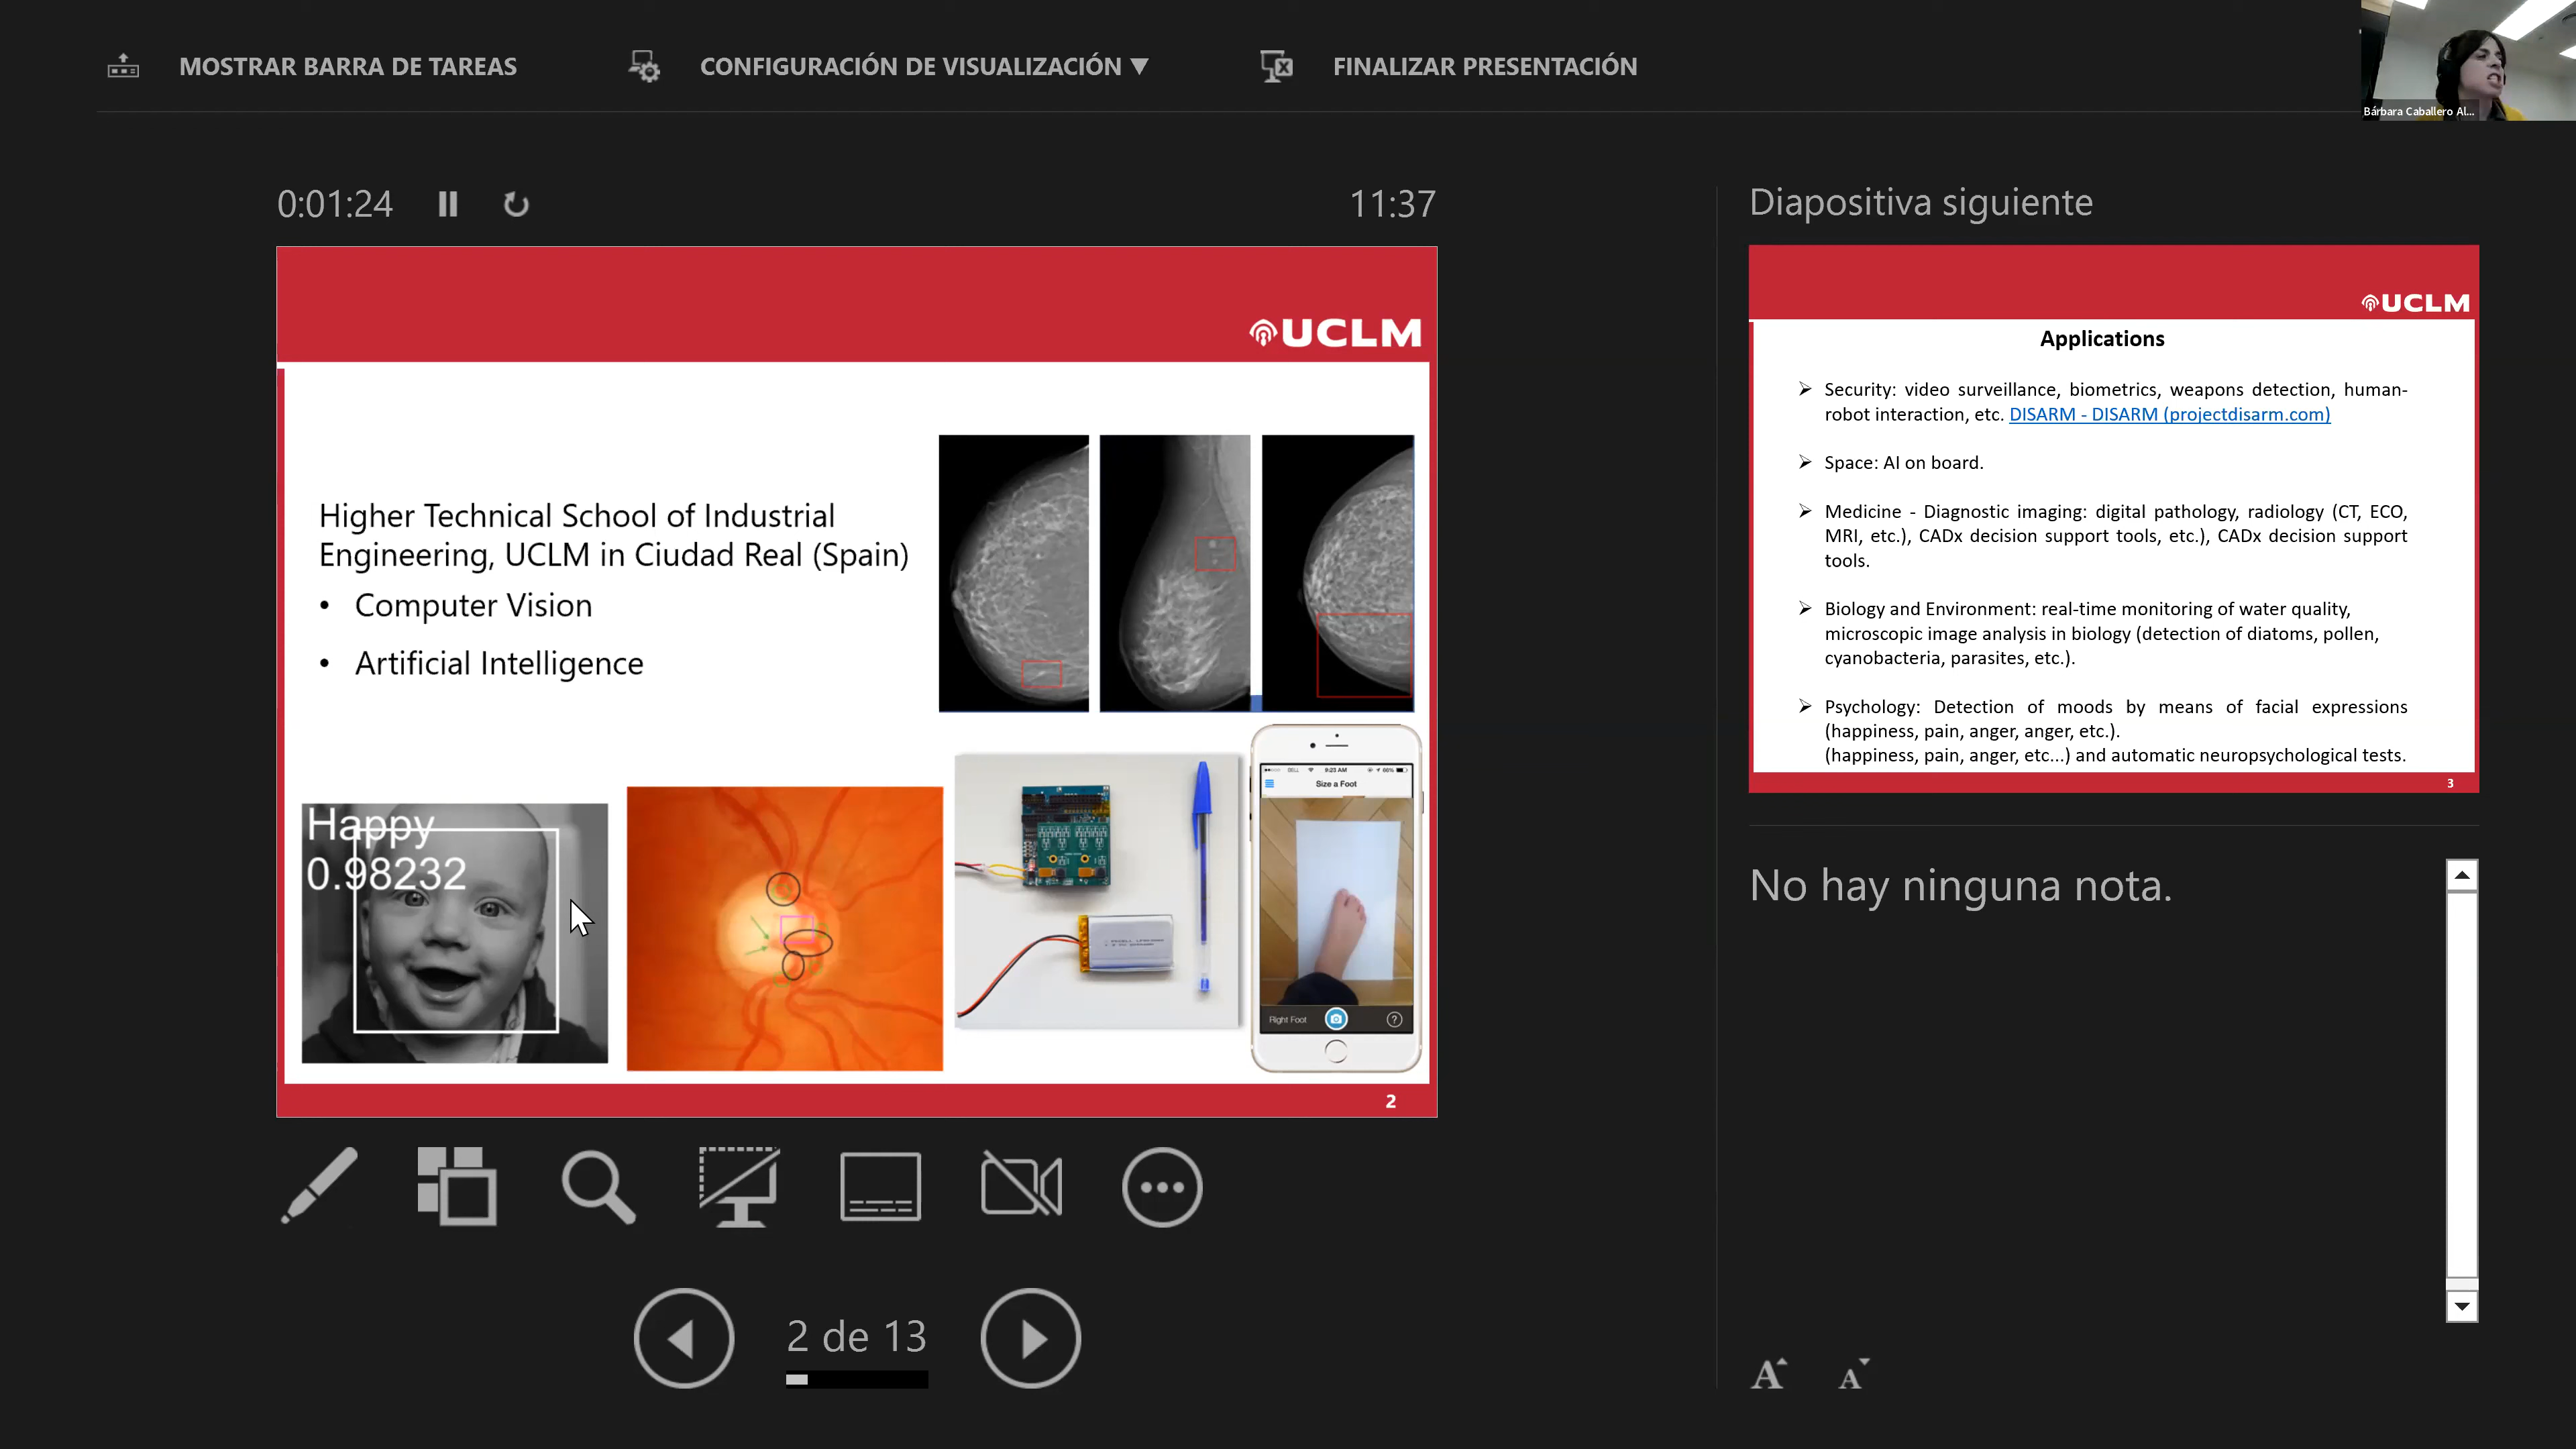 MOSTRAR BARRA DE TAREAS
CONFIGURACIÓN DE VISUALIZACIÓN ▼
FINALIZAR PRESENTACIÓN
Bárbara Caballero Al...
0:01:24
11:37
UCLM
Higher Technical School of Industrial
Engineering, UCLM in Ciudad Real (Spain)
• Computer Vision
• Artificial Intelligence
Happy
0.98232
8:23 AM
66%
Size a Foot
Right Foot
?
2
2 de 13
Diapositiva siguiente
UCLM
Applications
➢ Security: video surveillance, biometrics, weapons detection, human-
robot interaction, etc. DISARM - DISARM (projectdisarm.com)
➢ Space: AI on board.
➢ Medicine - Diagnostic imaging: digital pathology, radiology (CT, ECO,
MRI, etc.), CADx decision support tools, etc.), CADx decision support
tools.
➢ Biology and Environment: real-time monitoring of water quality,
microscopic image analysis in biology (detection of diatoms, pollen,
cyanobacteria, parasites, etc.).
➢ Psychology: Detection of moods by means of facial expressions
(happiness, pain, anger, anger, etc.).
(happiness, pain, anger, etc...) and automatic neuropsychological tests.
3
No hay ninguna nota.
A A